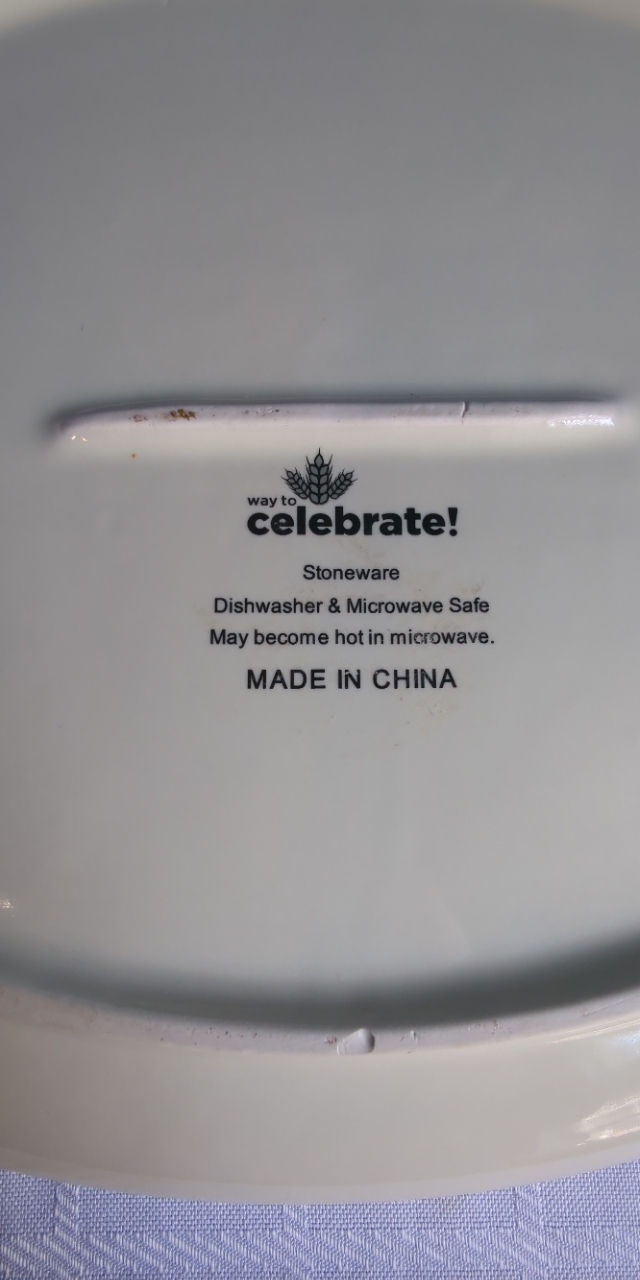 way to
celebrate!
Stoneware
Dishwasher & Microwave Safe
May become hot in microwave.
MADE IN CHINA